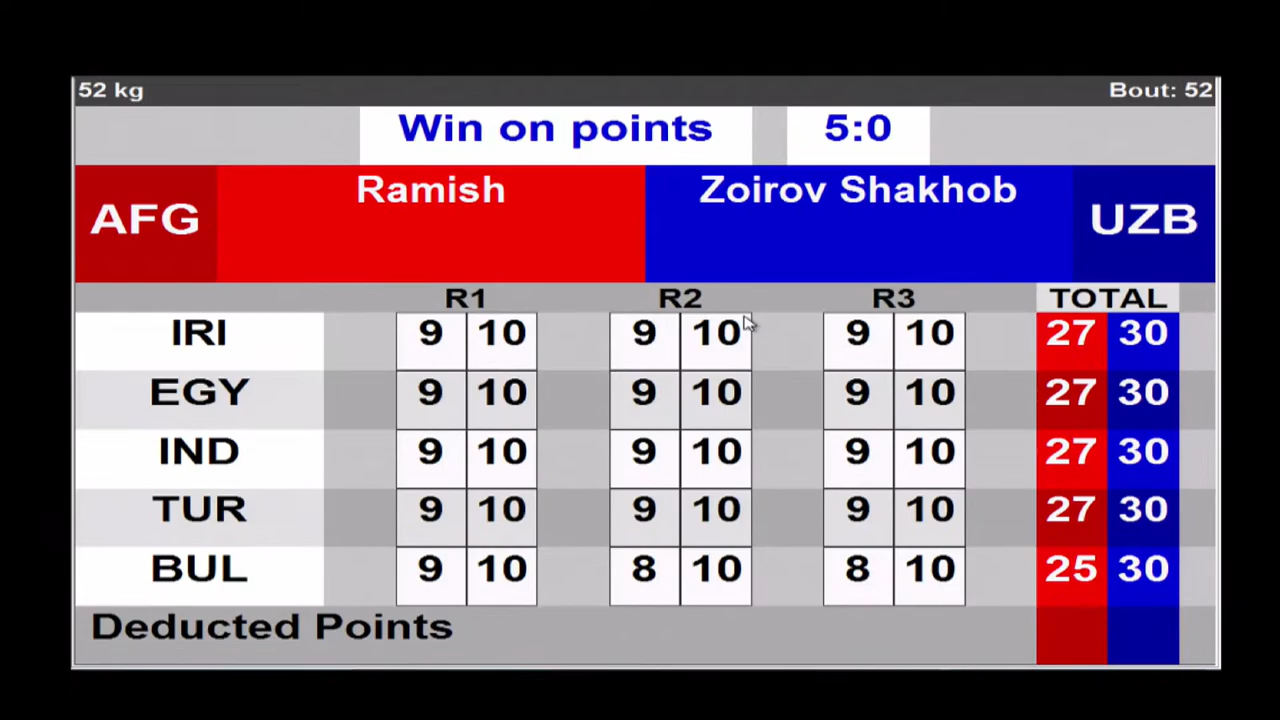 52 kg Bout: 52
Win on points 5:0
AFG Ramish Zoirov Shakhob UZB
R1 R2 R3 TOTAL
IRI 9 10 9 10 9 10 27 30
EGY 9 10 9 10 9 10 27 30
IND 9 10 9 10 9 10 27 30
TUR 9 10 9 10 9 10 27 30
BUL 9 10 8 10 8 10 25 30
Deducted Points